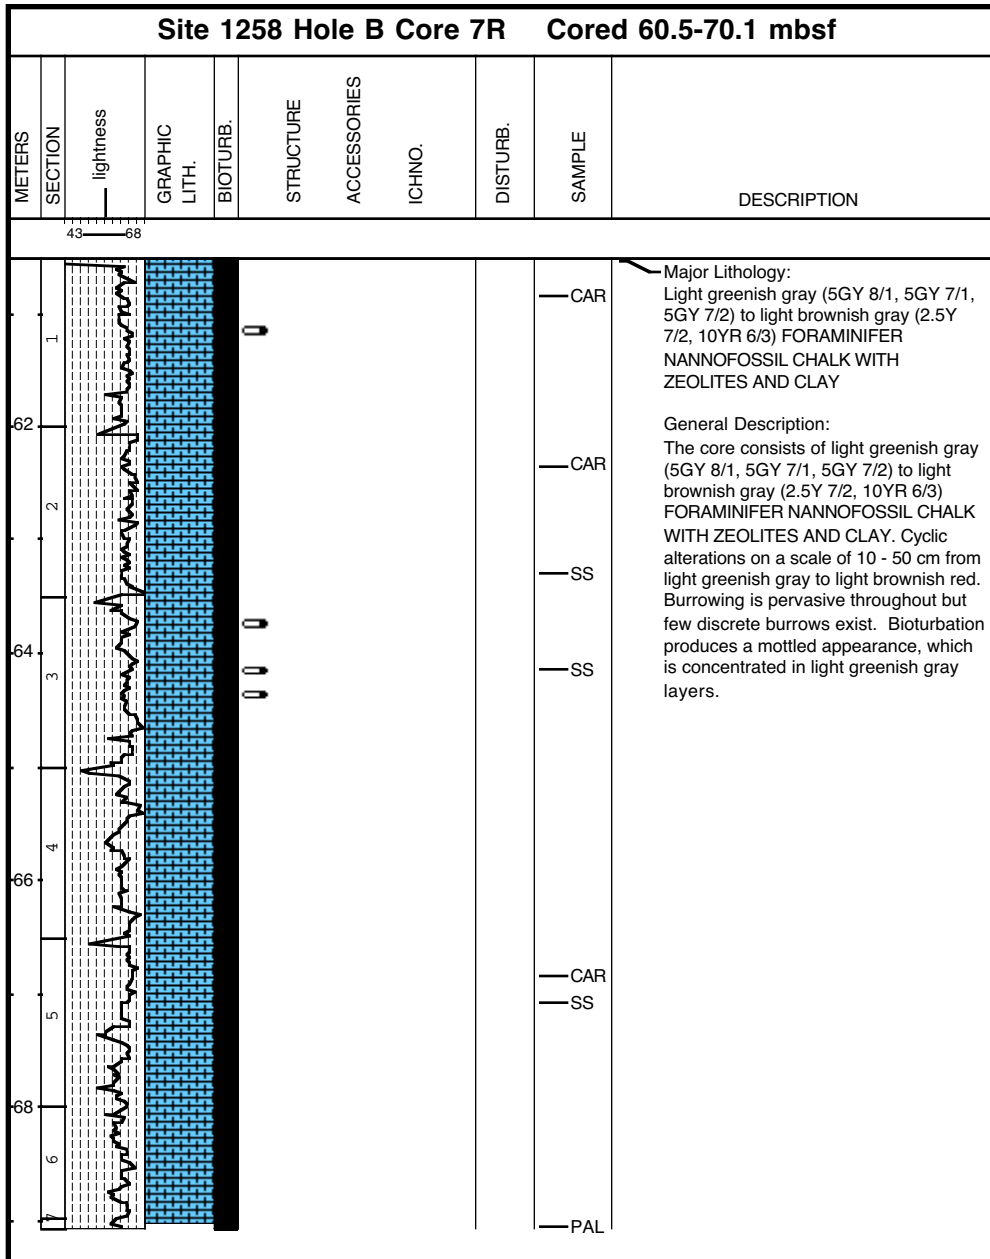 Site 1258 Hole B Core 7R Cored 60.5-70.1 mbsf
METERS
SECTION
lightness
GRAPHIC
LITH.
BIOTURB.
STRUCTURE
ACCESSORIES
ICHNO.
DISTURB.
SAMPLE
DESCRIPTION
43 68
1
2
3
4
5
6
7
62
64
66
68
CAR
CAR
SS
SS
CAR
SS
PAL
Major Lithology:
Light greenish gray (5GY 8/1, 5GY 7/1,
5GY 7/2) to light brownish gray (2.5Y
7/2, 10YR 6/3) FORAMINIFER
NANNOFOSSIL CHALK WITH
ZEOLITES AND CLAY
General Description:
The core consists of light greenish gray
(5GY 8/1, 5GY 7/1, 5GY 7/2) to light
brownish gray (2.5Y 7/2, 10YR 6/3)
FORAMINIFER NANNOFOSSIL CHALK
WITH ZEOLITES AND CLAY. Cyclic
alterations on a scale of 10 - 50 cm from
light greenish gray to light brownish red.
Burrowing is pervasive throughout but
few discrete burrows exist. Bioturbation
produces a mottled appearance, which
is concentrated in light greenish gray
layers.